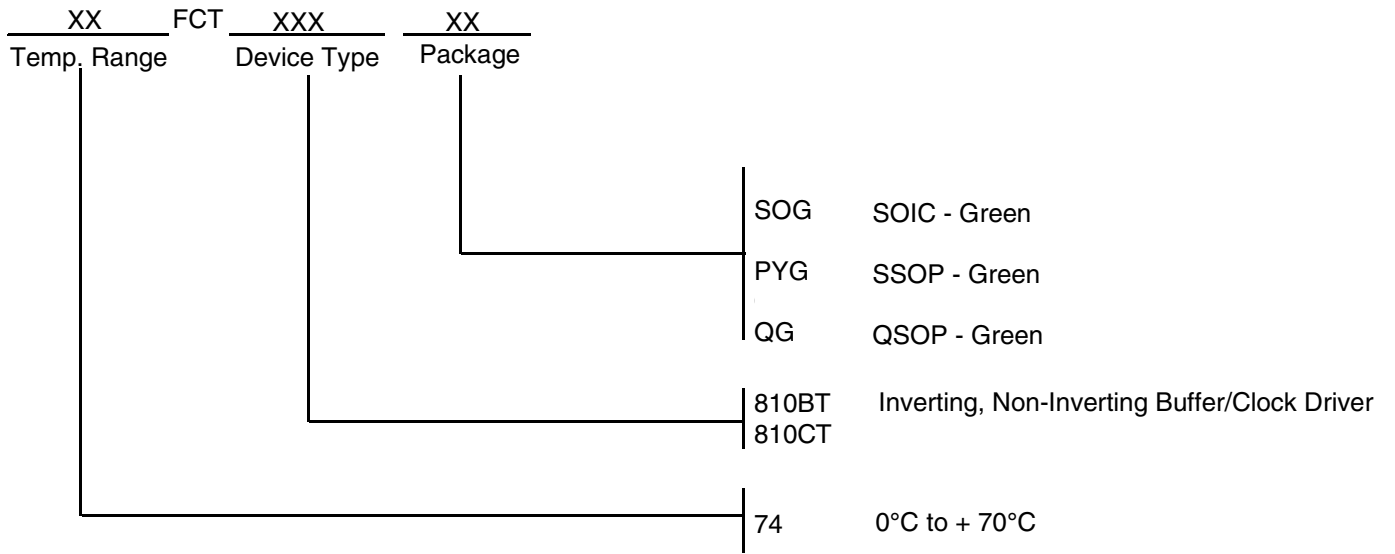 XX FCT XXX XX
Temp. Range Device Type Package
SOG SOIC - Green
PYG SSOP - Green
QG QSOP - Green
810BT Inverting, Non-Inverting Buffer/Clock Driver
810CT
74 0°C to + 70°C